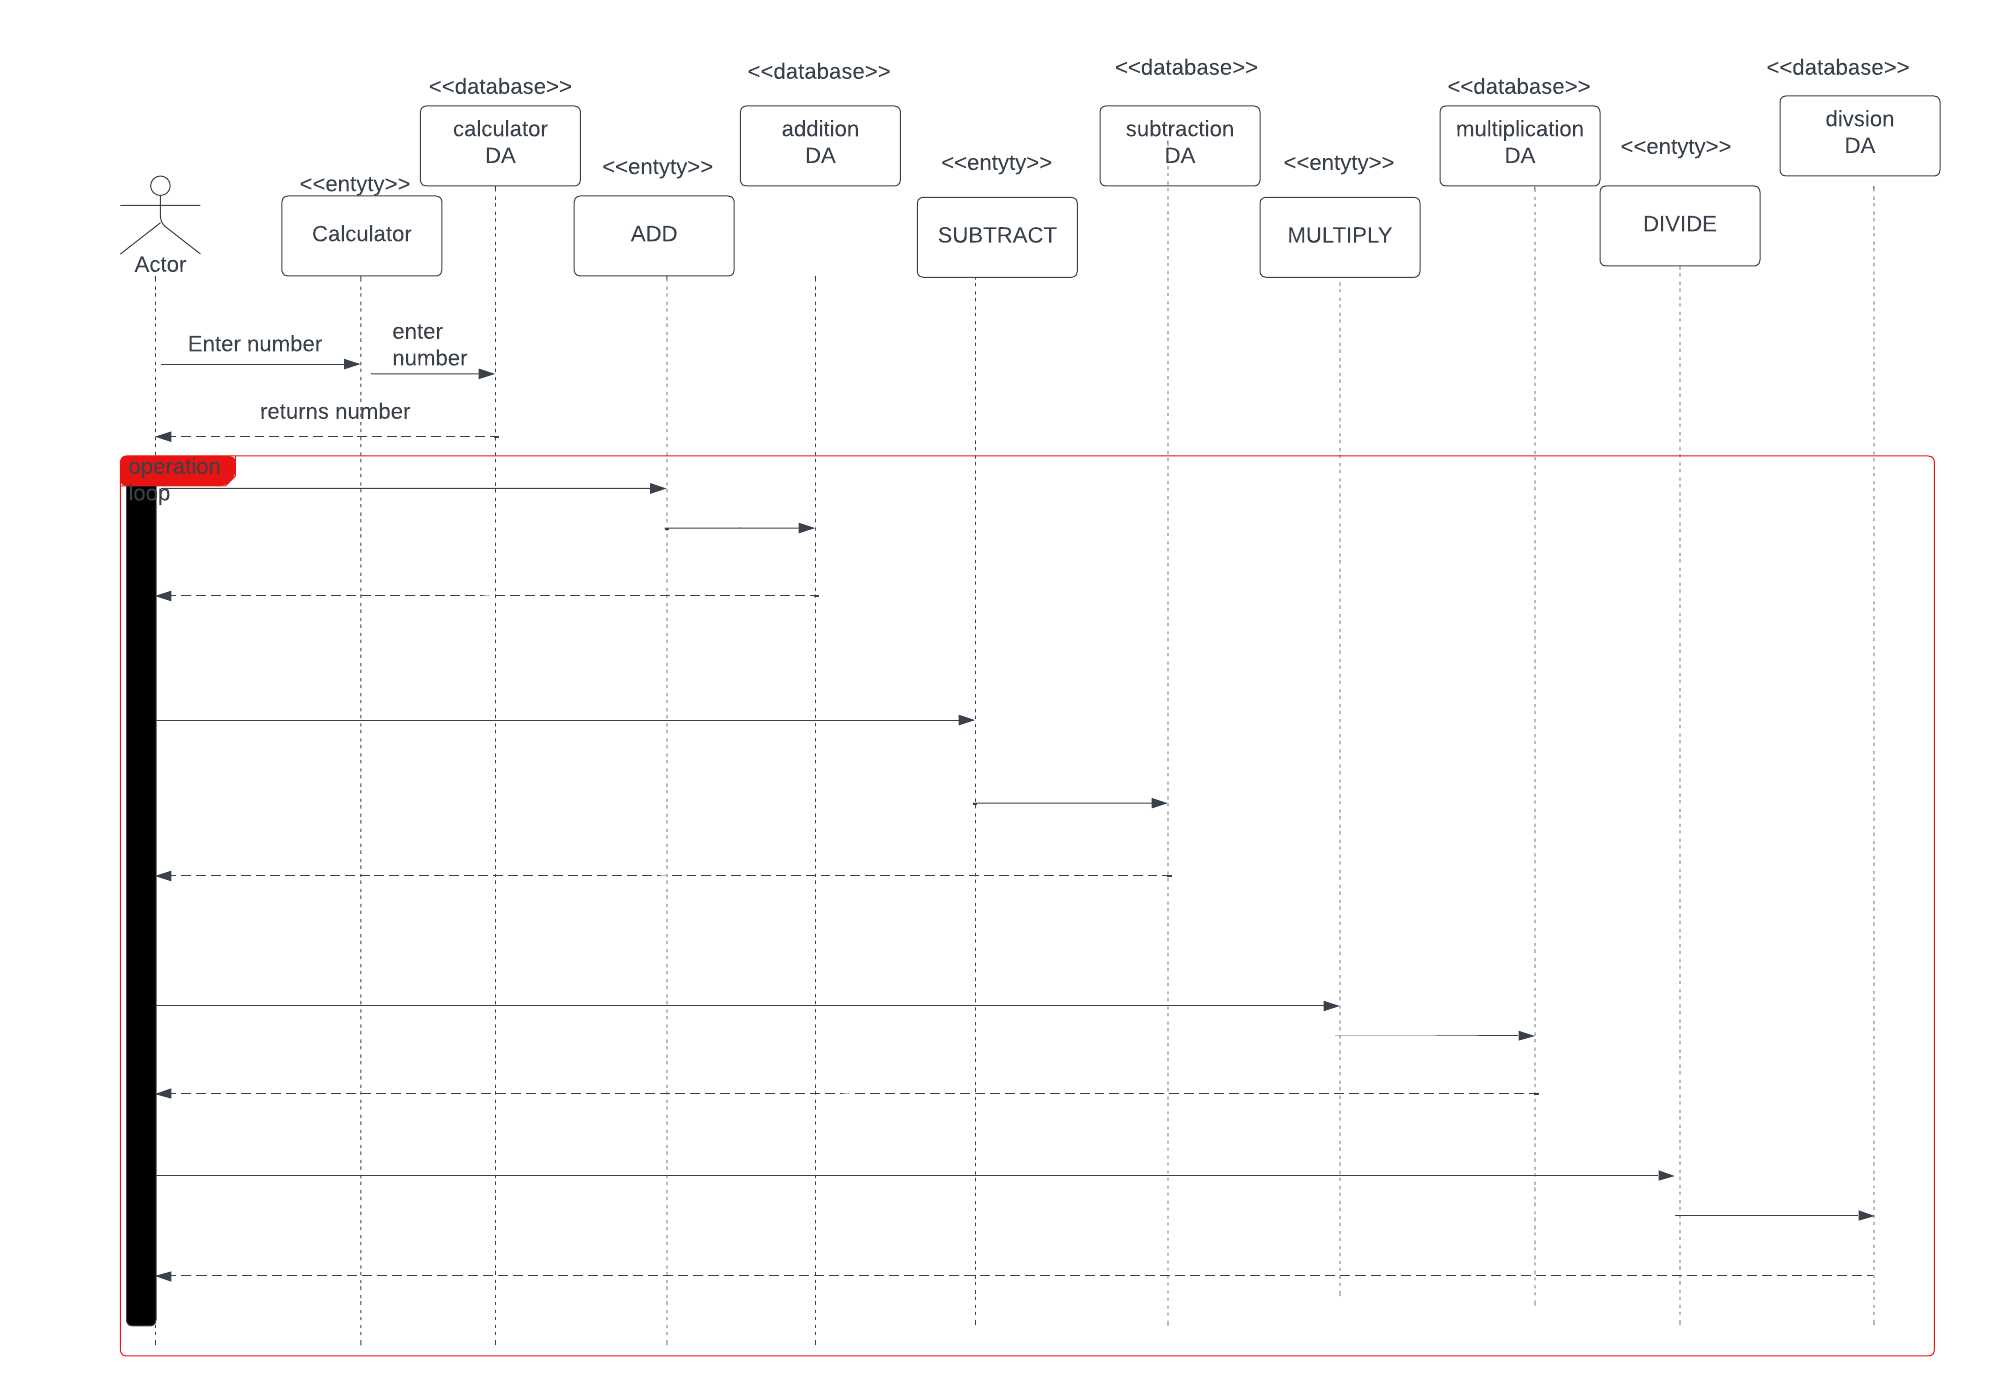 <<database>>
<<database>>
<<database>>
<<database>>
<<database>>
calculator
DA
addition
DA
subtraction
DA
multiplication
DA
divsion
DA
<<entyty>>
<<entyty>>
<<entyty>>
<<entyty>>
<<entyty>>
Calculator
ADD
SUBTRACT
MULTIPLY
DIVIDE
Actor
Enter number
enter
number
returns number
operation
loop